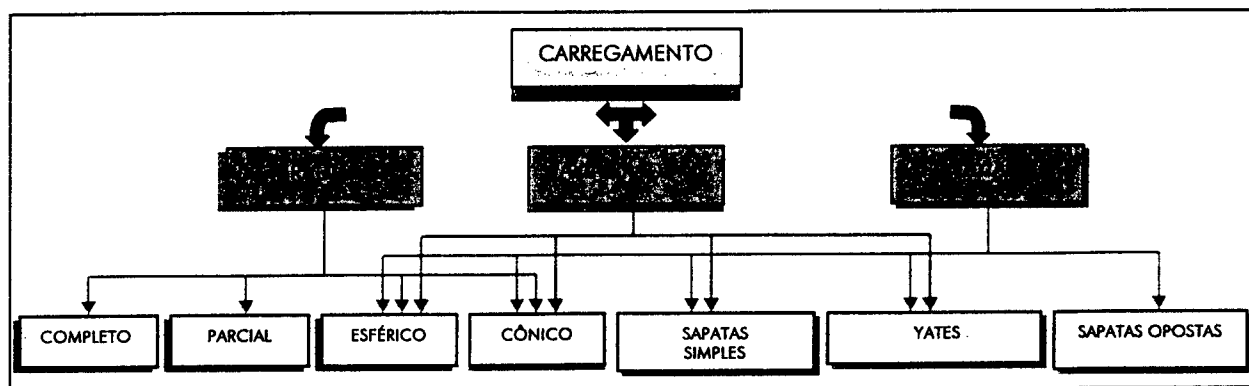 CARREGAMENTO
COMPLETO
PARCIAL
ESFÉRICO
CÔNICO
SAPATAS
SIMPLES
YATES
SAPATAS OPOSTAS